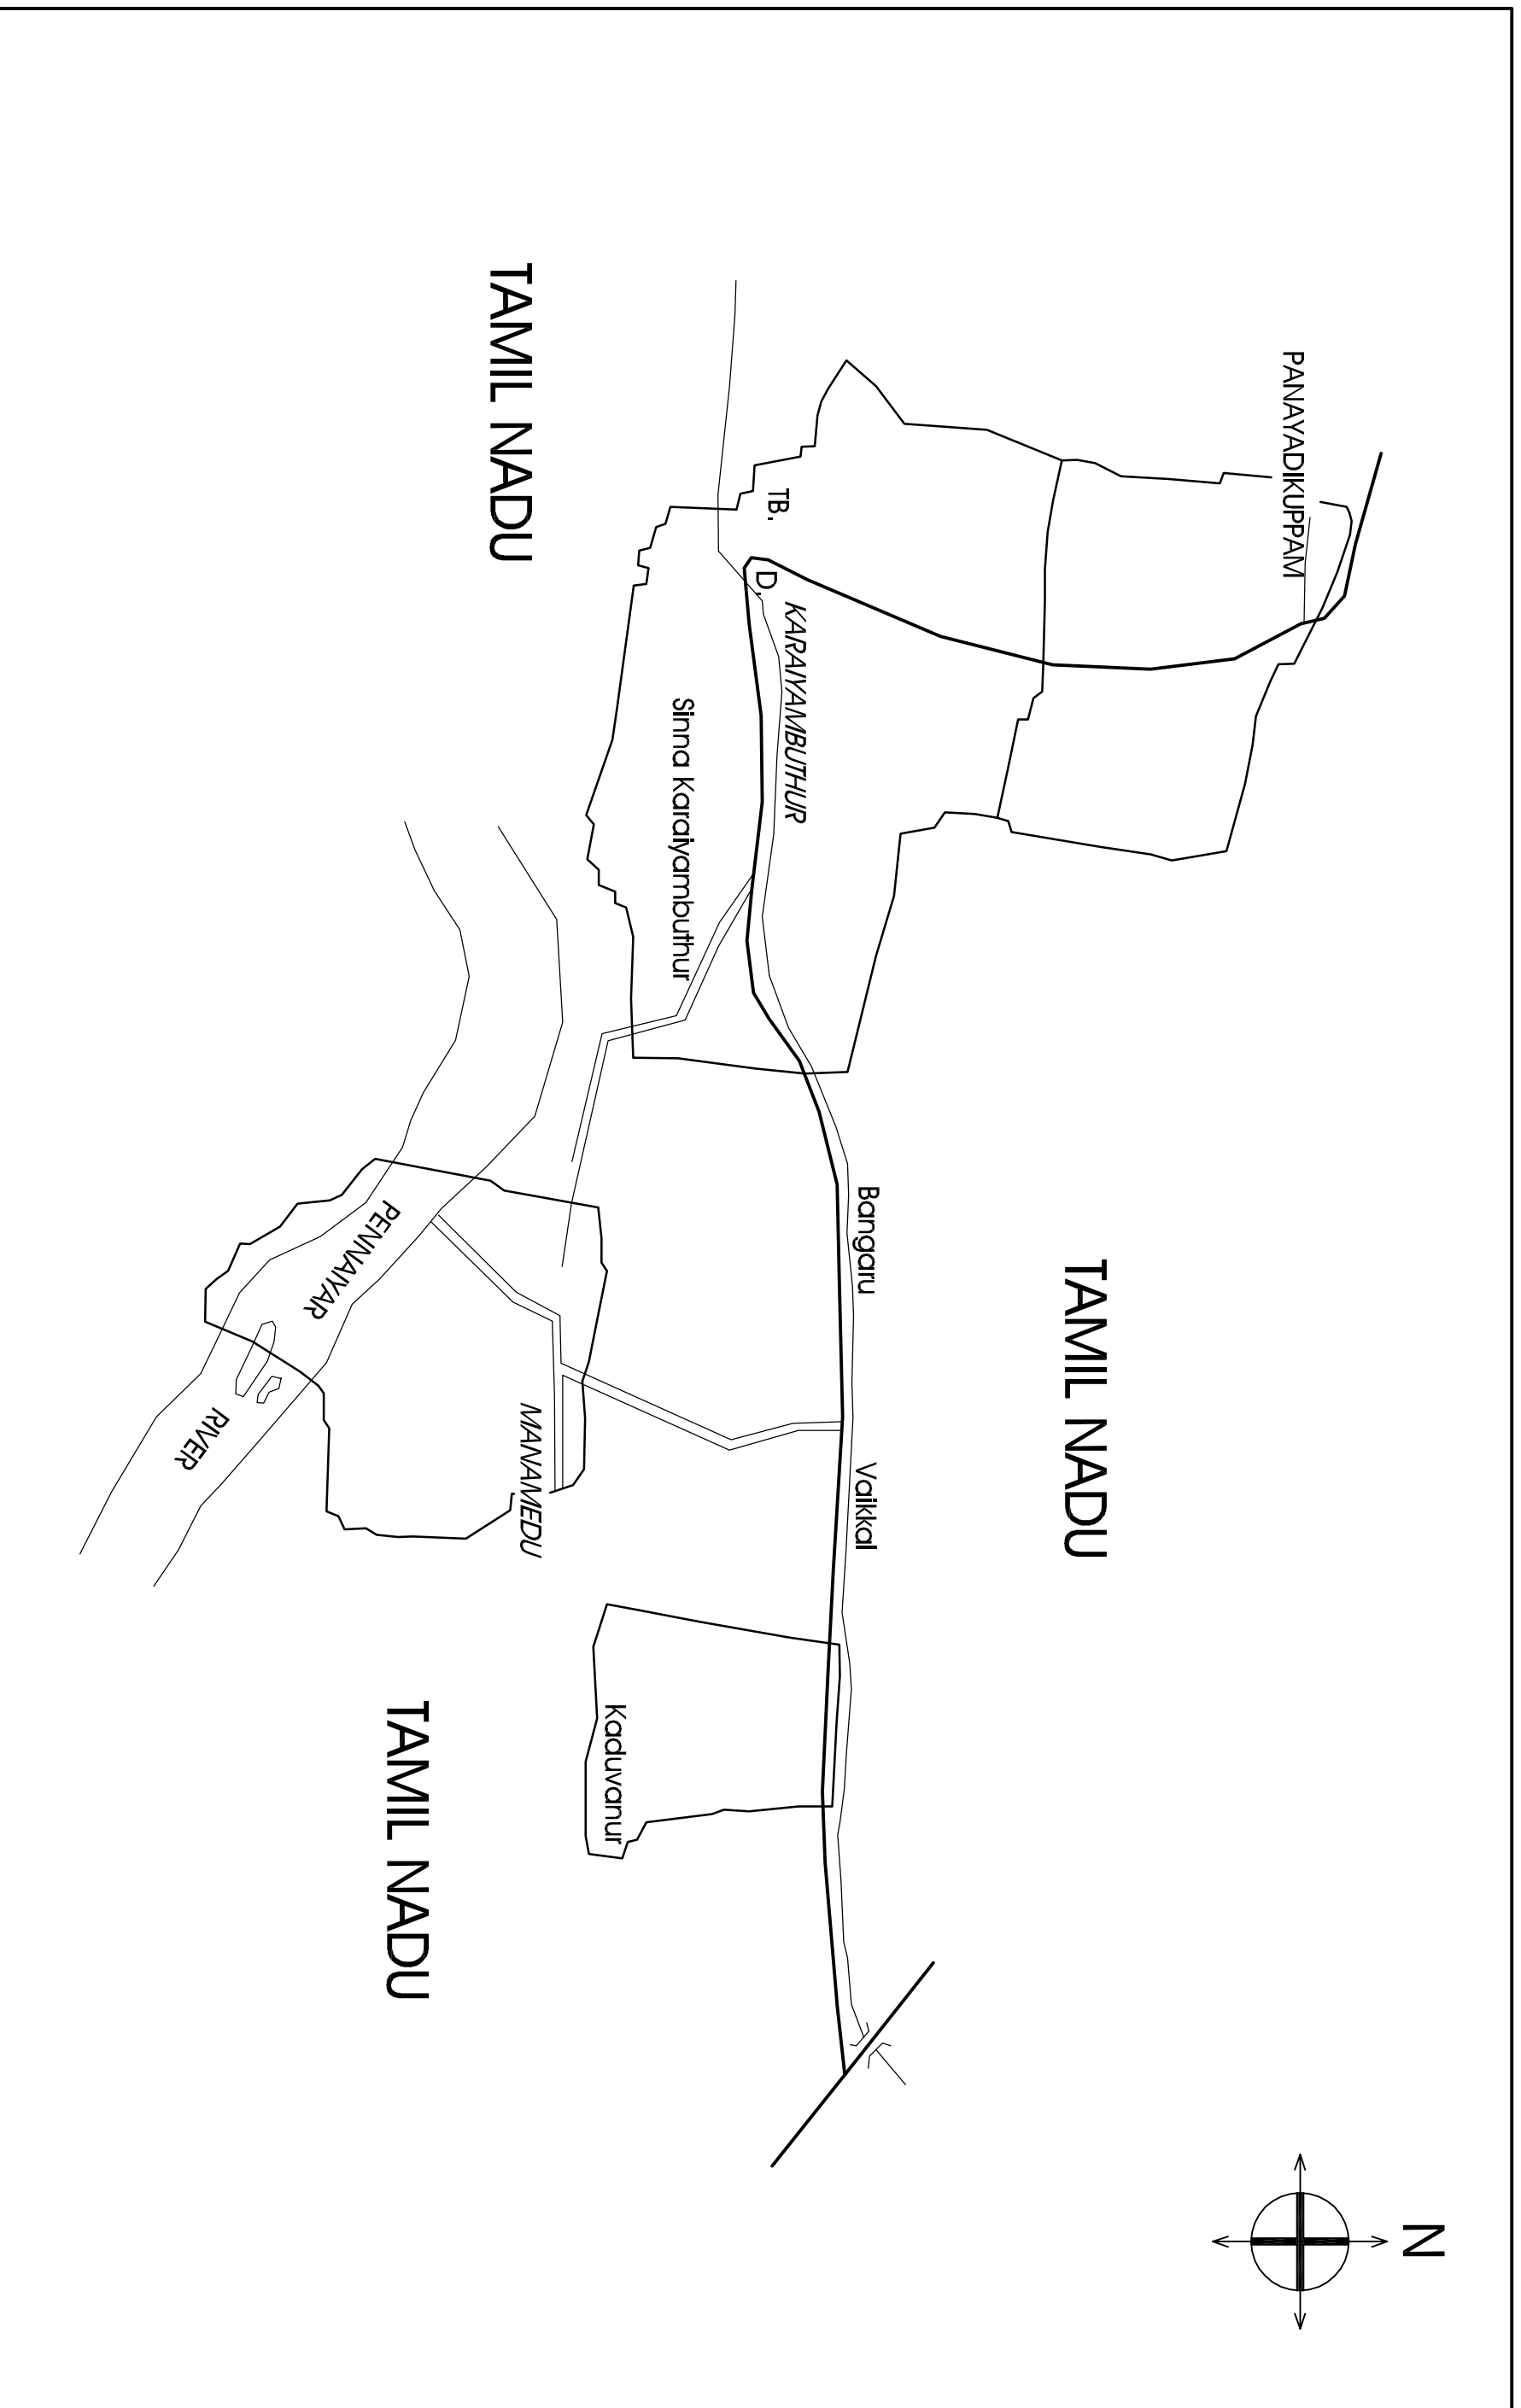 N
PANAYADIKUPPAM
TAMIL NADU
Bangaru
Vaikkal
KARAIYAMBUTHUR
TB.
D.
Sinna Karaiyambuthur
Kaduvanur
TAMIL NADU
MANAMEDU
TAMIL NADU
PENNAIYAR
RIVER